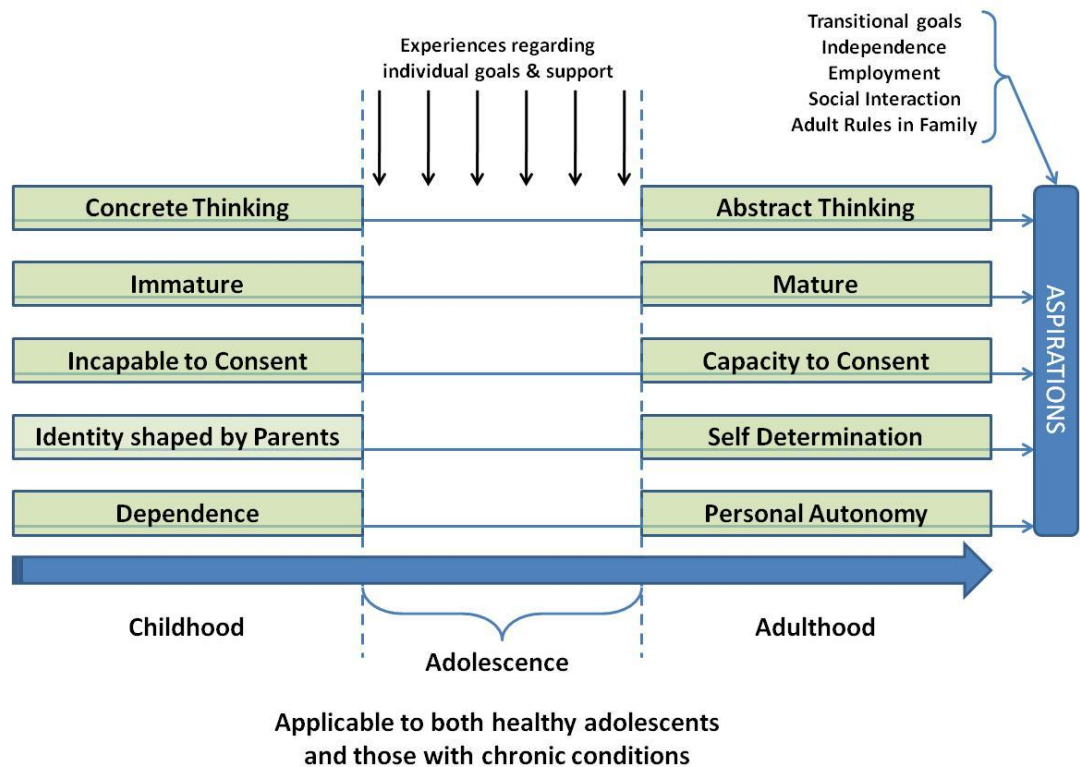 Transitional goals
Independence
Employment
Social Interaction
Adult Rules in Family
Experiences regarding
individual goals & support
Concrete Thinking
Abstract Thinking
Immature
Mature
Incapable to Consent
Capacity to Consent
Identity shaped by Parents
Self Determination
Dependence
Personal Autonomy
ASPIRATIONS
Childhood
Adulthood
Adolescence
Applicable to both healthy adolescents
and those with chronic conditions